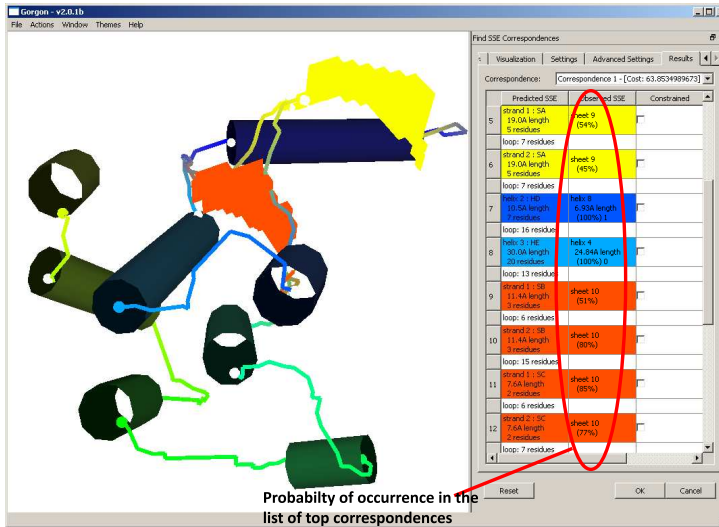 Gorgon - v2.0.1b
File Actions Window Themes Help
Find SSE Correspondences
Visualization Settings Advanced Settings Results
Correspondence: Correspondence 1 - [Cost: 63.8534989673]
Predicted SSE Observed SSE Constrained
5
strand 1 : SA
19.0A length
5 residues
sheet 9
(54%)
loop: 7 residues
6
strand 2 : SA
19.0A length
5 residues
sheet 9
(45%)
loop: 7 residues
7
helix 2 : HD
10.5A length
7 residues
helix 8
6.93A length
(100%) 1
loop: 16 residues
8
helix 3 : HE
30.0A length
20 residues
helix 4
24.84A length
(100%) 0
loop: 13 residues
9
strand 1 : SB
11.4A length
3 residues
sheet 10
(51%)
loop: 6 residues
10
strand 2 : SB
11.4A length
3 residues
sheet 10
(80%)
loop: 15 residues
11
strand 1 : SC
7.6A length
2 residues
sheet 10
(85%)
loop: 6 residues
12
strand 2 : SC
7.6A length
2 residues
sheet 10
(77%)
loop: 7 residues
Reset OK Cancel
Probabilty of occurrence in the
list of top correspondences